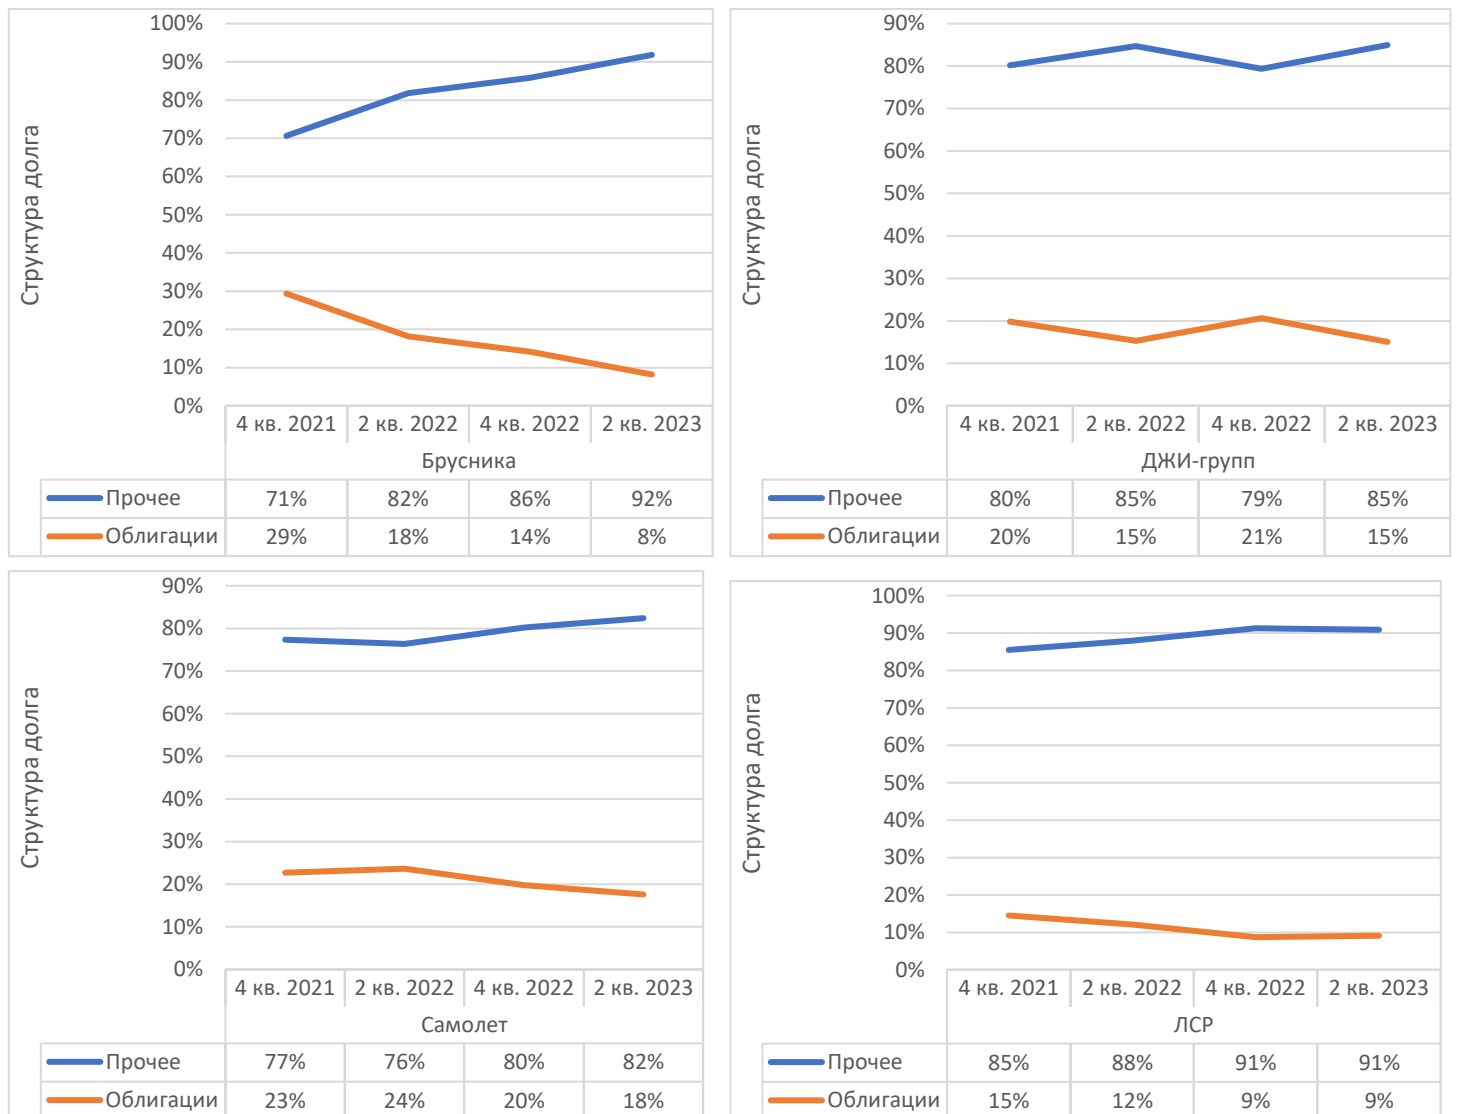 Структура долга
100%
90%
80%
70%
60%
50%
40%
30%
20%
10%
0%
4 кв. 2021 2 кв. 2022 4 кв. 2022 2 кв. 2023
Брусника
Прочее 71% 82% 86% 92%
Облигации 29% 18% 14% 8%
Структура долга
90%
80%
70%
60%
50%
40%
30%
20%
10%
0%
4 кв. 2021 2 кв. 2022 4 кв. 2022 2 кв. 2023
ДЖИ-групп
Прочее 80% 85% 79% 85%
Облигации 20% 15% 21% 15%
Структура долга
90%
80%
70%
60%
50%
40%
30%
20%
10%
0%
4 кв. 2021 2 кв. 2022 4 кв. 2022 2 кв. 2023
Самолет
Прочее 77% 76% 80% 82%
Облигации 23% 24% 20% 18%
Структура долга
100%
90%
80%
70%
60%
50%
40%
30%
20%
10%
0%
4 кв. 2021 2 кв. 2022 4 кв. 2022 2 кв. 2023
ЛСР
Прочее 85% 88% 91% 91%
Облигации 15% 12% 9% 9%